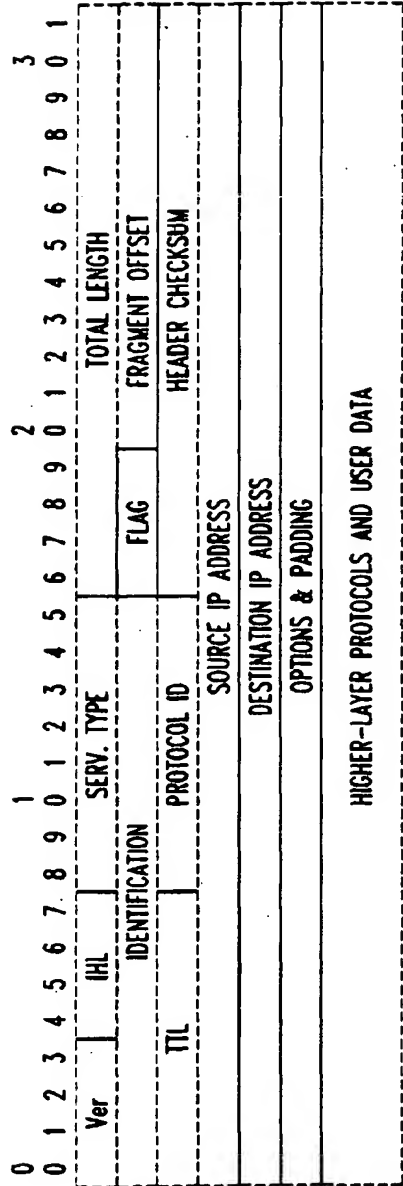 0 1 2 3
0 1 2 3 4 5 6 7 8 9 0 1 2 3 4 5 6 7 8 9 0 1 2 3 4 5 6 7 8 9 0 1
Ver IHL SERV. TYPE TOTAL LENGTH
IDENTIFICATION FLAG FRAGMENT OFFSET
TTL PROTOCOL ID HEADER CHECKSUM
SOURCE IP ADDRESS
DESTINATION IP ADDRESS
OPTIONS & PADDING
HIGHER-LAYER PROTOCOLS AND USER DATA